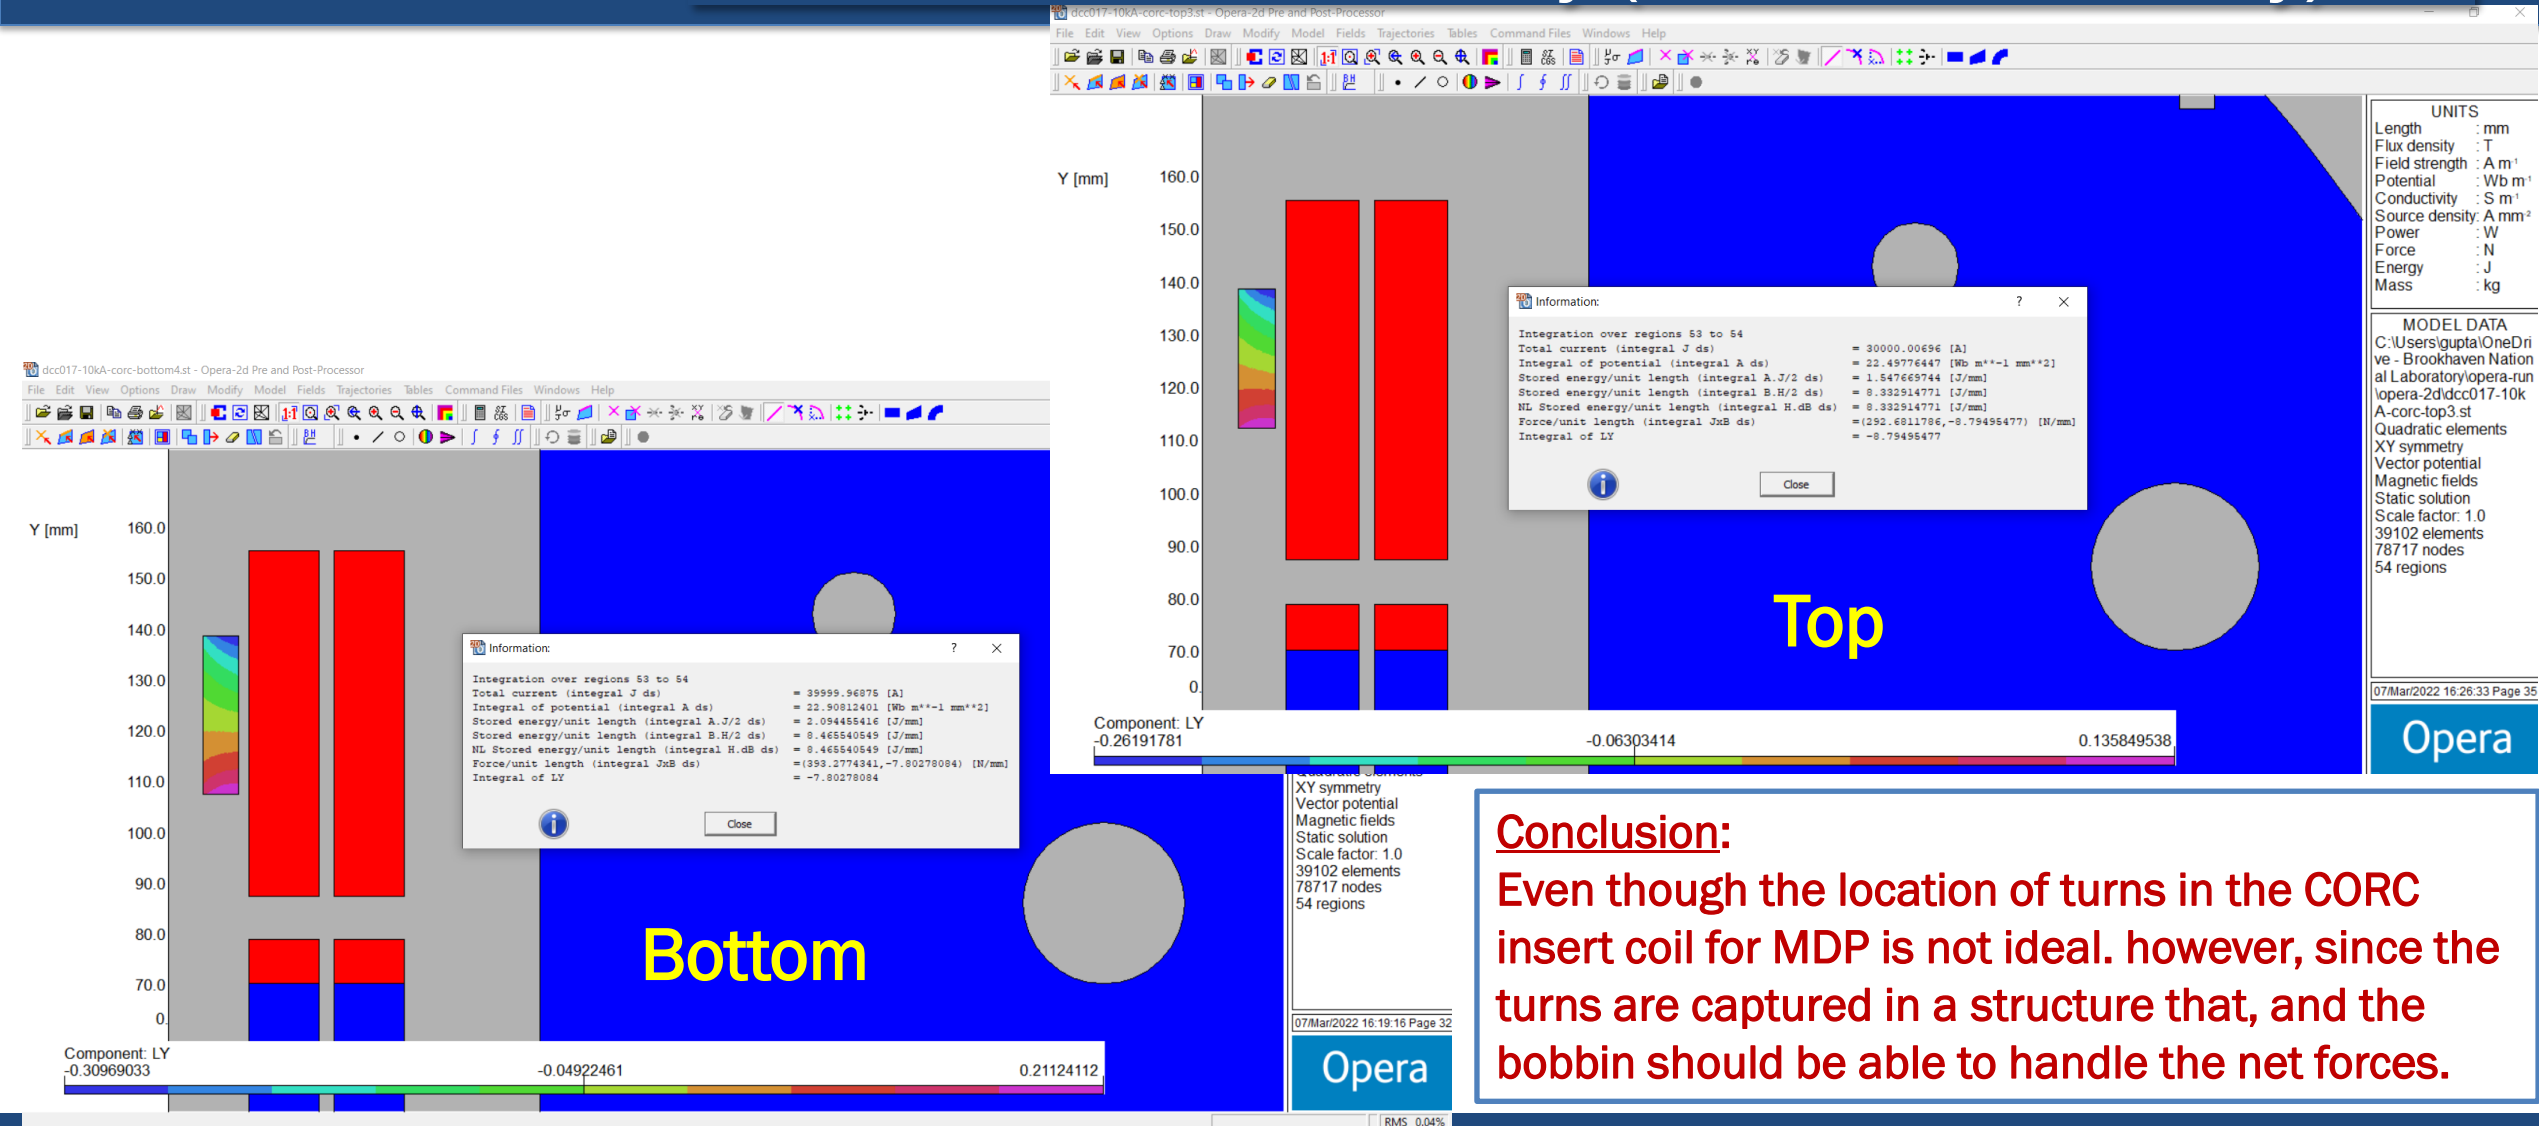 dcc017-10kA-corc-top3.st - Opera-2d Pre and Post-Processor
File Edit View Options Draw Modify Model Fields Trajectories Tables Command Files Windows Help
Y [mm]
160.0
150.0
140.0
130.0
120.0
110.0
100.0
90.0
80.0
70.0
0.
Information:
Integration over regions 53 to 54
Total current (integral J ds) = 30000.00696 [A]
Integral of potential (integral A ds) = 22.49776447 [Wb m**-1 mm**2]
Stored energy/unit length (integral A.J/2 ds) = 1.547669744 [J/mm]
Stored energy/unit length (integral B.H/2 ds) = 8.332914771 [J/mm]
NL Stored energy/unit length (integral H.dB ds) = 8.332914771 [J/mm]
Force/unit length (integral JxB ds) =(292.6811786,-8.79495477) [N/mm]
Integral of LY = -8.79495477
Close
Top
Component: LY
-0.26191781 -0.06303414 0.135849538
UNITS
Length : mm
Flux density : T
Field strength : A m⁻¹
Potential : Wb m⁻¹
Conductivity : S m⁻¹
Source density: A mm⁻²
Power : W
Force : N
Energy : J
Mass : kg
MODEL DATA
C:\Users\gupta\OneDri
ve - Brookhaven Nation
al Laboratory\opera-run
\opera-2d\dcc017-10k
A-corc-top3.st
Quadratic elements
XY symmetry
Vector potential
Magnetic fields
Static solution
Scale factor: 1.0
39102 elements
78717 nodes
54 regions
07/Mar/2022 16:26:33 Page 35
Opera
dcc017-10kA-corc-bottom4.st - Opera-2d Pre and Post-Processor
File Edit View Options Draw Modify Model Fields Trajectories Tables Command Files Windows Help
Y [mm]
160.0
150.0
140.0
130.0
120.0
110.0
100.0
90.0
80.0
70.0
0.
Information:
Integration over regions 53 to 54
Total current (integral J ds) = 39999.96875 [A]
Integral of potential (integral A ds) = 22.90812401 [Wb m**-1 mm**2]
Stored energy/unit length (integral A.J/2 ds) = 2.094455416 [J/mm]
Stored energy/unit length (integral B.H/2 ds) = 8.465540549 [J/mm]
NL Stored energy/unit length (integral H.dB ds) = 8.465540549 [J/mm]
Force/unit length (integral JxB ds) =(393.2774341,-7.80278084) [N/mm]
Integral of LY = -7.80278084
Close
Bottom
Component: LY
-0.30969033 -0.04922461 0.21124112
Quadratic elements
XY symmetry
Vector potential
Magnetic fields
Static solution
Scale factor: 1.0
39102 elements
78717 nodes
54 regions
07/Mar/2022 16:19:16 Page 32
Opera
RMS 0.04%
Conclusion:
Even though the location of turns in the CORC
insert coil for MDP is not ideal. however, since the
turns are captured in a structure that, and the
bobbin should be able to handle the net forces.